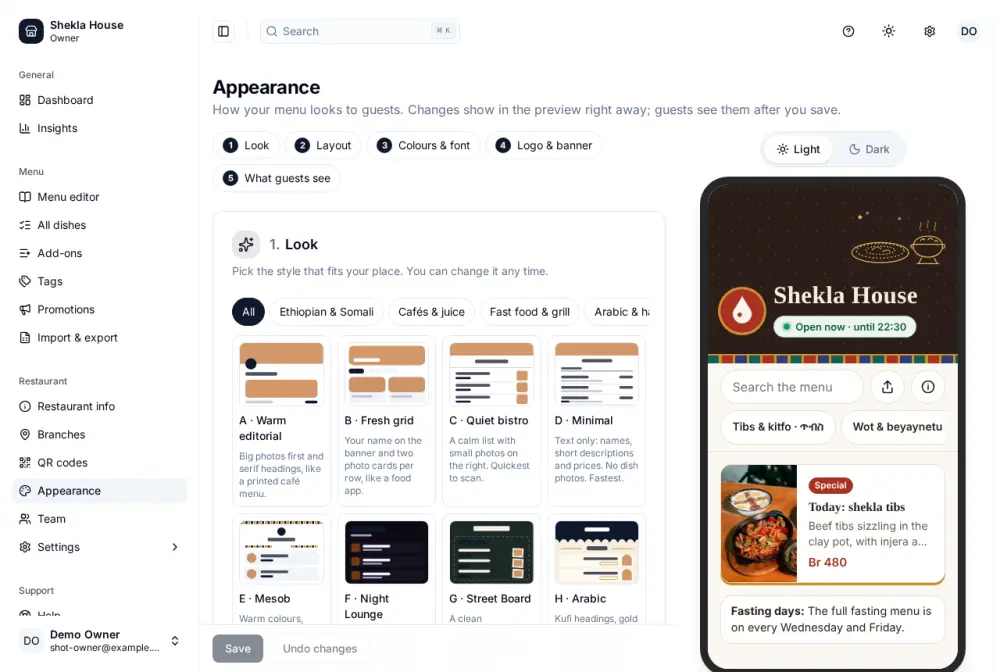 Shekla House
Owner
General
Dashboard
Insights
Menu
Menu editor
All dishes
Add-ons
Tags
Promotions
Import & export
Restaurant
Restaurant info
Branches
QR codes
Appearance
Team
Settings
Support
Help
DO
Demo Owner
shot-owner@example....
Search
⌘ K
DO
Appearance
How your menu looks to guests. Changes show in the preview right away; guests see them after you save.
1 Look
2 Layout
3 Colours & font
4 Logo & banner
5 What guests see
1. Look
Pick the style that fits your place. You can change it any time.
All
Ethiopian & Somali
Cafés & juice
Fast food & grill
Arabic & ha
A · Warm
editorial
Big photos first and
serif headings, like
a printed café
menu.
B · Fresh grid
Your name on the
banner and two
photo cards per
row, like a food
app.
C · Quiet bistro
A calm list with
small photos on
the right. Quickest
to scan.
D · Minimal
Text only: names,
short descriptions
and prices. No dish
photos. Fastest.
E · Mesob
Warm colours,
F · Night
Lounge
G · Street Board
A clean
H · Arabic
Kufi headings, gold
Save
Undo changes
Light
Dark
Shekla House
Open now · until 22:30
Search the menu
Tibs & kitfo · ጥብስ
Wot & beyaynetu
Special
Today: shekla tibs
Beef tibs sizzling in the
clay pot, with injera a...
Br 480
Fasting days: The full fasting menu is
on every Wednesday and Friday.